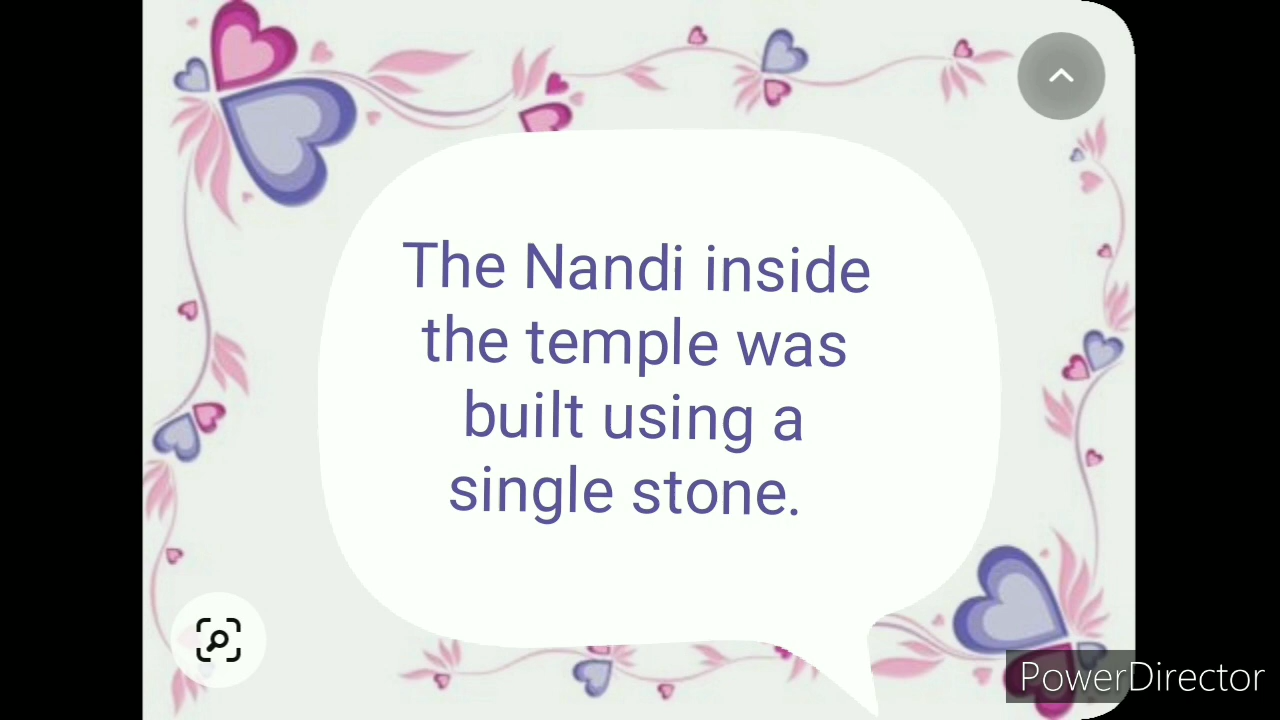 The Nandi inside
the temple was
built using a
single stone.
PowerDirector